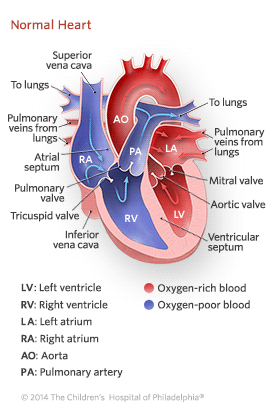 Normal Heart
Superior
vena cava
To lungs
To lungs
Pulmonary
veins from
lungs
Pulmonary
veins from
lungs
AO
LA
PA
RA
Atrial
septum
Mitral valve
Pulmonary
valve
Aortic valve
Tricuspid valve
RV
LV
Inferior
vena cava
Ventricular
septum
LV: Left ventricle
RV: Right ventricle
LA: Left atrium
RA: Right atrium
AO: Aorta
PA: Pulmonary artery
Oxygen-rich blood
Oxygen-poor blood
© 2014 The Children's Hospital of Philadelphia®